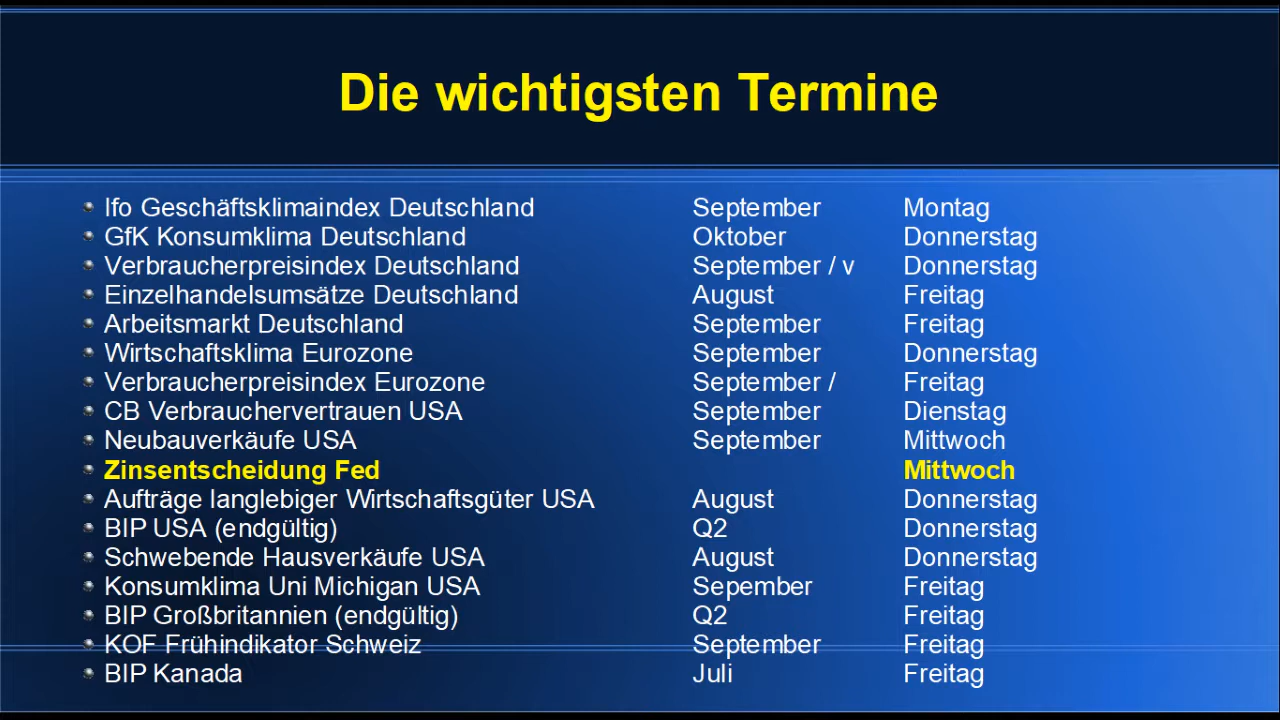 Die wichtigsten Termine
Ifo Geschäftsklimaindex Deutschland September Montag
GfK Konsumklima Deutschland Oktober Donnerstag
Verbraucherpreisindex Deutschland September / v Donnerstag
Einzelhandelsumsätze Deutschland August Freitag
Arbeitsmarkt Deutschland September Freitag
Wirtschaftsklima Eurozone September Donnerstag
Verbraucherpreisindex Eurozone September / Freitag
CB Verbrauchervertrauen USA September Dienstag
Neubauverkäufe USA September Mittwoch
Zinsentscheidung Fed Mittwoch
Aufträge langlebiger Wirtschaftsgüter USA August Donnerstag
BIP USA (endgültig) Q2 Donnerstag
Schwebende Hausverkäufe USA August Donnerstag
Konsumklima Uni Michigan USA Sepember Freitag
BIP Großbritannien (endgültig) Q2 Freitag
KOF Frühindikator Schweiz September Freitag
BIP Kanada Juli Freitag